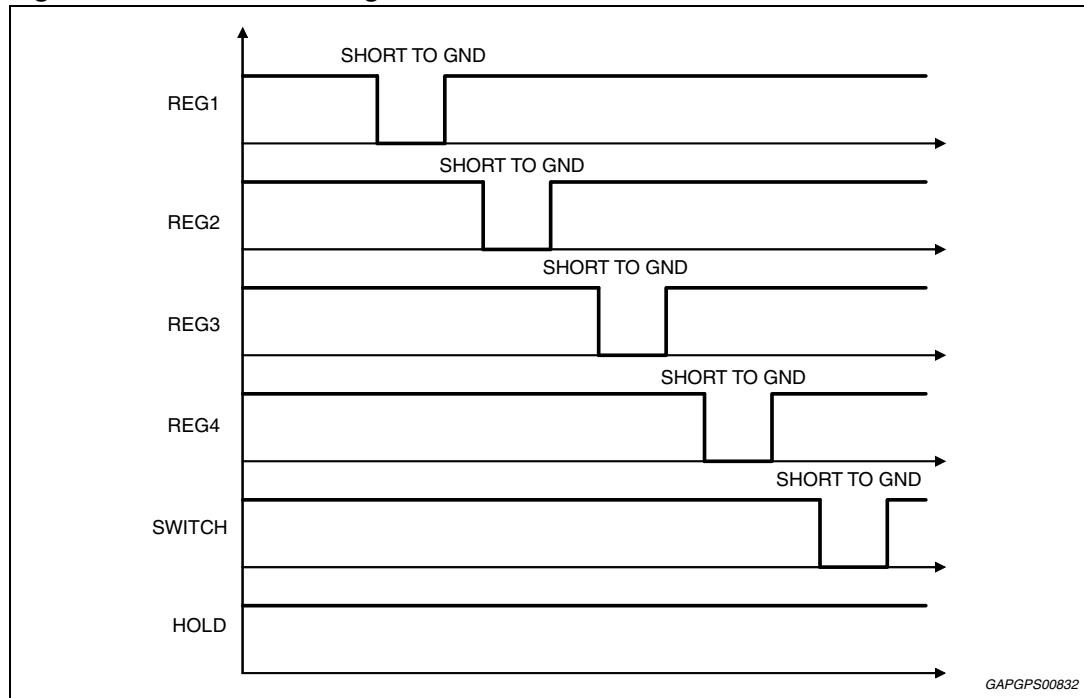 SHORT TO GND
REG1
SHORT TO GND
REG2
SHORT TO GND
REG3
SHORT TO GND
REG4
SHORT TO GND
SWITCH
HOLD
GAPGPS00832